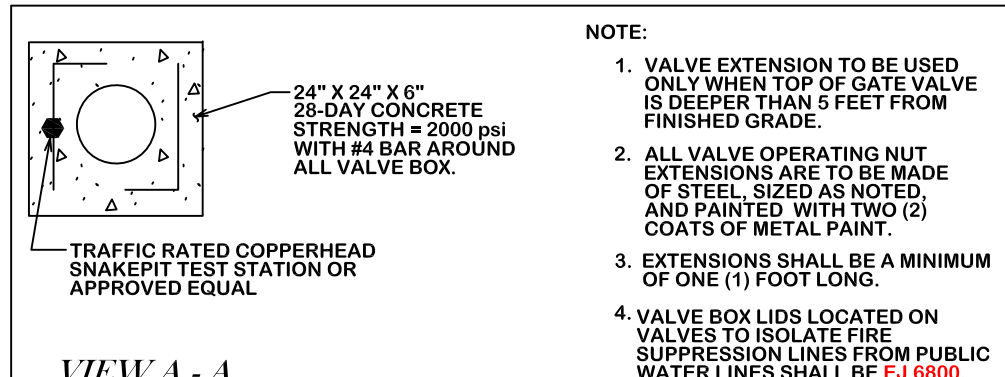 24" X 24" X 6"
28-DAY CONCRETE
STRENGTH = 2000 psi
WITH #4 BAR AROUND
ALL VALVE BOX.
TRAFFIC RATED COPPERHEAD
SNAKEPIT TEST STATION OR
APPROVED EQUAL
VIEW A - A
NOTE:
1. VALVE EXTENSION TO BE USED
ONLY WHEN TOP OF GATE VALVE
IS DEEPER THAN 5 FEET FROM
FINISHED GRADE.
2. ALL VALVE OPERATING NUT
EXTENSIONS ARE TO BE MADE
OF STEEL, SIZED AS NOTED,
AND PAINTED WITH TWO (2)
COATS OF METAL PAINT.
3. EXTENSIONS SHALL BE A MINIMUM
OF ONE (1) FOOT LONG.
4. VALVE BOX LIDS LOCATED ON
VALVES TO ISOLATE FIRE
SUPPRESSION LINES FROM PUBLIC
WATER LINES SHALL BE EJ 6800